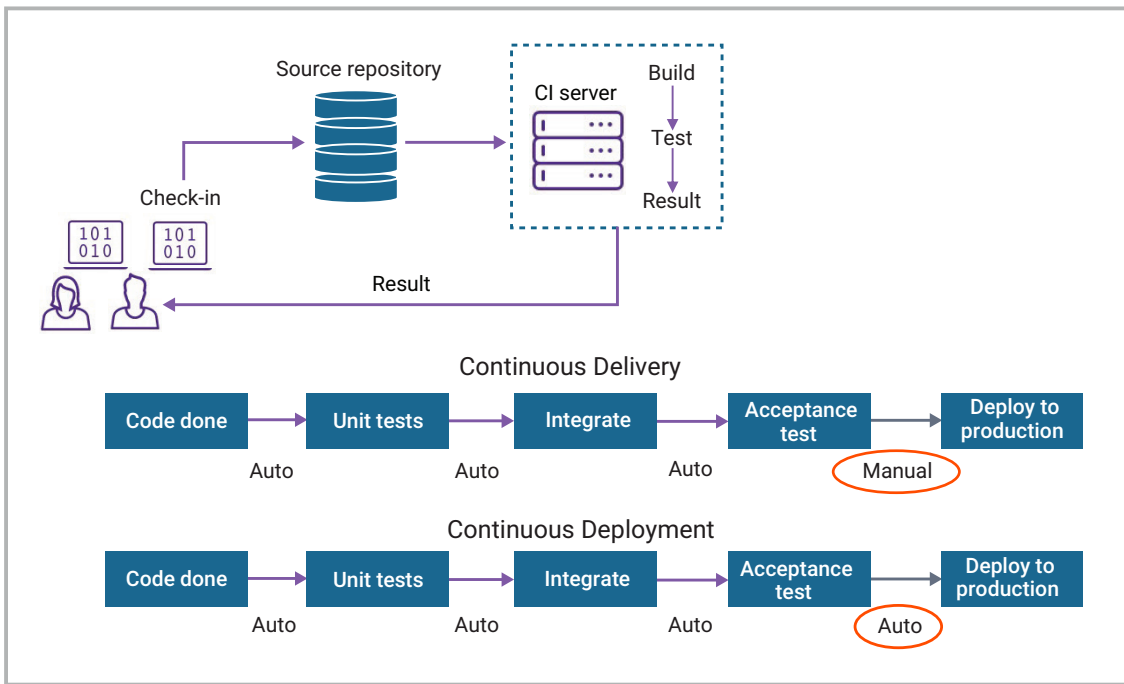 Source repository
CI server
Build
Test
Result
Check-in
101
010
101
010
Result
Continuous Delivery
Code done
Unit tests
Integrate
Acceptance
test
Deploy to
production
Auto
Auto
Auto
Manual
Continuous Deployment
Code done
Unit tests
Integrate
Acceptance
test
Deploy to
production
Auto
Auto
Auto
Auto